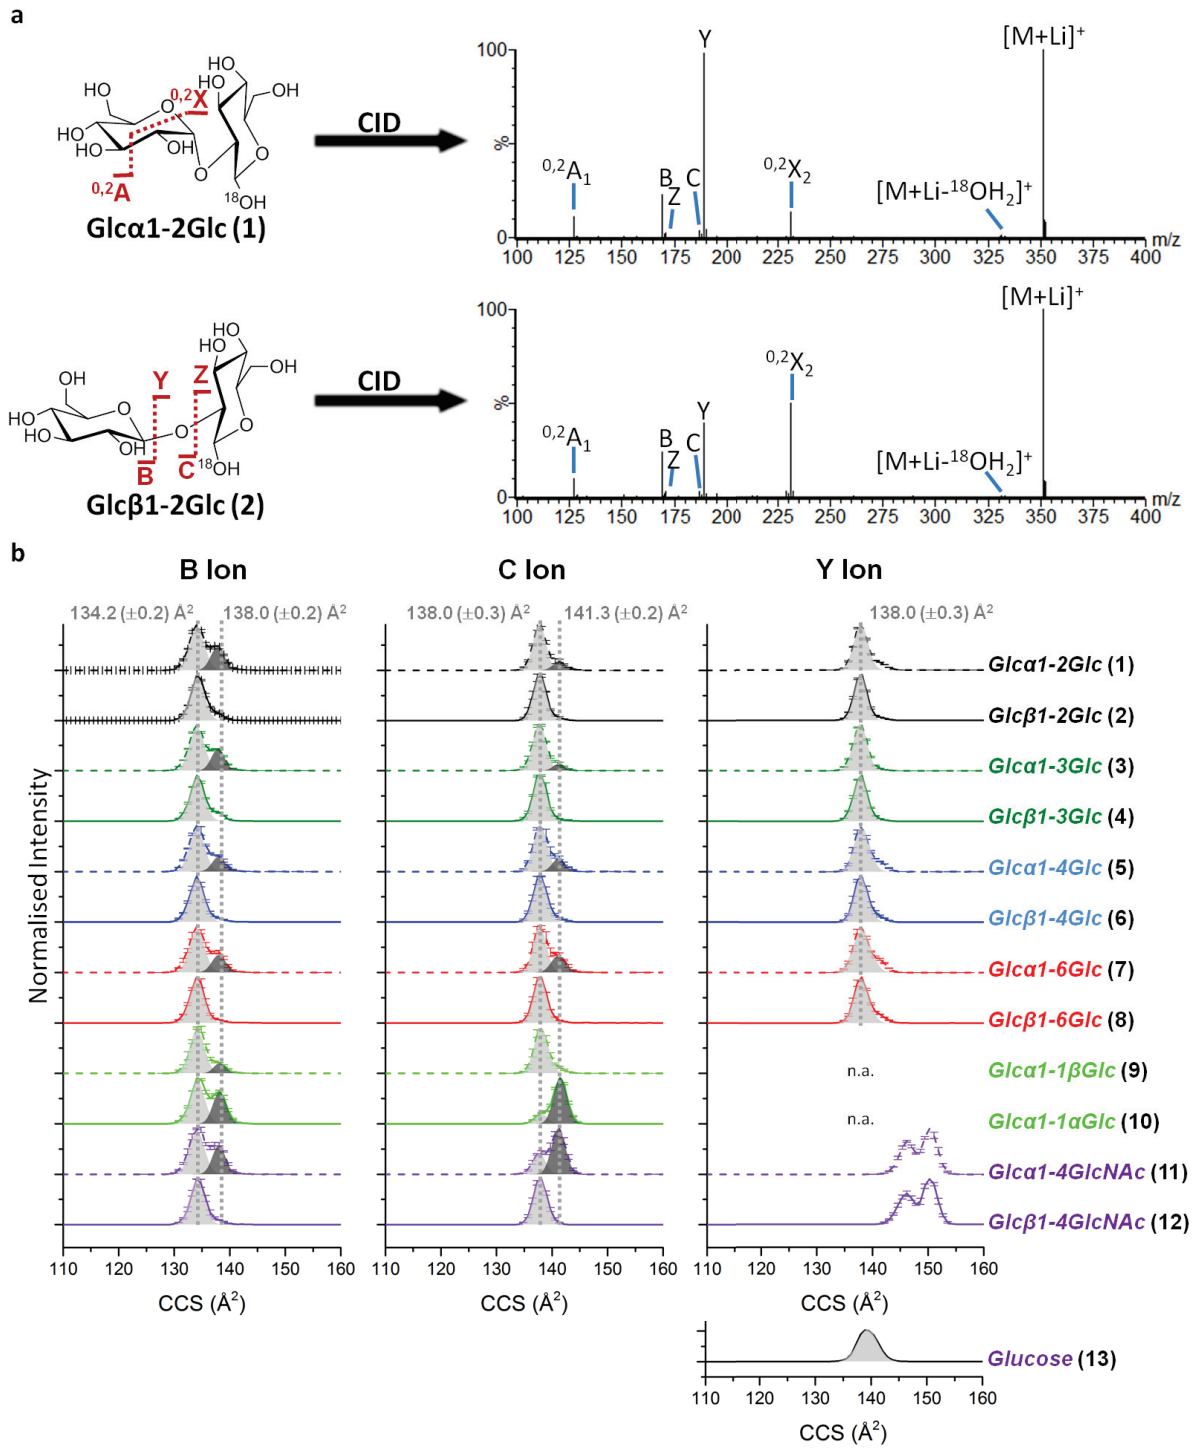 a
HO
HO
HO
O
OH
O
HO
HO
OH
O
18OH
0,2X
0,2A
Glcα1-2Glc (1)
CID
100
%
0
0,2A1
B
Z
C
Y
0,2X2
[M+Li-18OH2]+
[M+Li]+
100 125 150 175 200 225 250 275 300 325 350 375 400 m/z
HO
HO
OH
OH
HO
HO
O
OH
O
O
18OH
Y
Z
B
C
Glcβ1-2Glc (2)
CID
100
%
0
0,2A1
B
Z
C
Y
0,2X2
[M+Li-18OH2]+
[M+Li]+
100 125 150 175 200 225 250 275 300 325 350 375 400 m/z
b
B Ion
C Ion
Y Ion
134.2 (±0.2) Å2 138.0 (±0.2) Å2
138.0 (±0.3) Å2 141.3 (±0.2) Å2
138.0 (±0.3) Å2
Normalised Intensity
Glcα1-2Glc (1)
Glcβ1-2Glc (2)
Glcα1-3Glc (3)
Glcβ1-3Glc (4)
Glcα1-4Glc (5)
Glcβ1-4Glc (6)
Glcα1-6Glc (7)
Glcβ1-6Glc (8)
n.a. Glcα1-1βGlc (9)
n.a. Glcα1-1αGlc (10)
Glcα1-4GlcNAc (11)
Glcβ1-4GlcNAc (12)
110 120 130 140 150 160
110 120 130 140 150 160
110 120 130 140 150 160
CCS (Å2)
CCS (Å2)
CCS (Å2)
Glucose (13)
110 120 130 140 150 160
CCS (Å2)